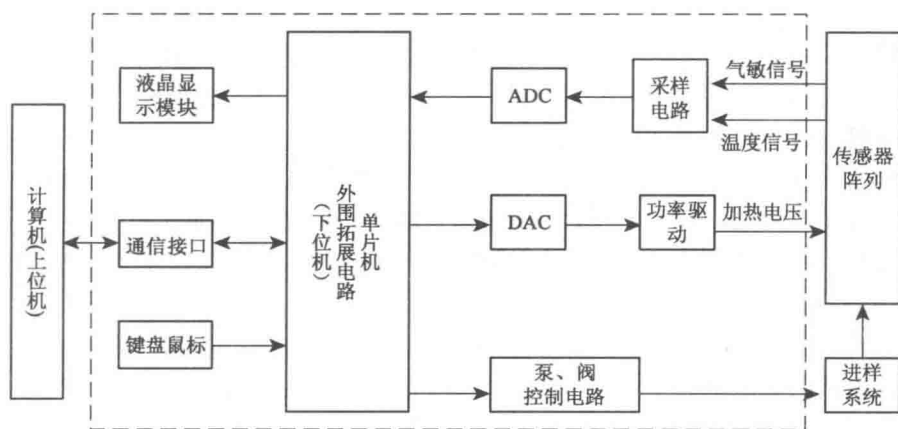 计算机(上位机)
液晶显
示模块
通信接口
键盘鼠标
单片机
外围拓展电路
(下位机)
ADC
采样
电路
气敏信号
温度信号
DAC
功率驱
动
加热电压
泵、阀
控制电路
传感器
阵列
进样
系统